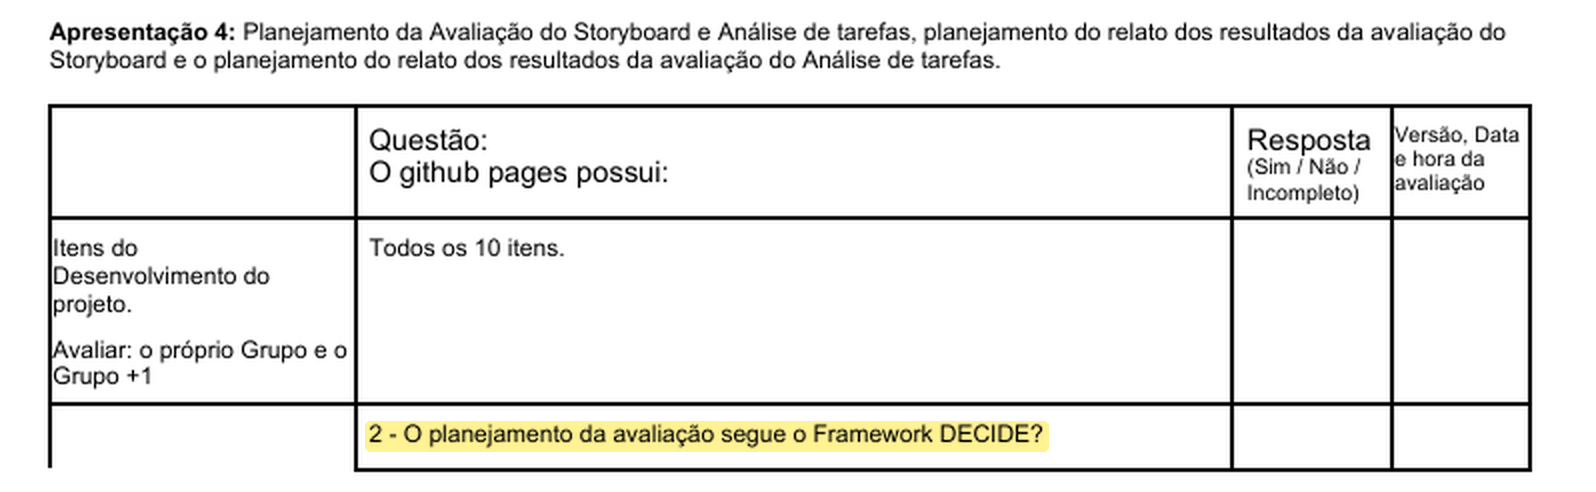 Apresentação 4: Planejamento da Avaliação do Storyboard e Análise de tarefas, planejamento do relato dos resultados da avaliação do
Storyboard e o planejamento do relato dos resultados da avaliação do Análise de tarefas.
Questão:
O github pages possui:
Resposta
(Sim / Não /
Incompleto)
Versão, Data
e hora da
avaliação
Itens do
Desenvolvimento do
projeto.
Avaliar: o próprio Grupo e o
Grupo +1
Todos os 10 itens.
2 - O planejamento da avaliação segue o Framework DECIDE?